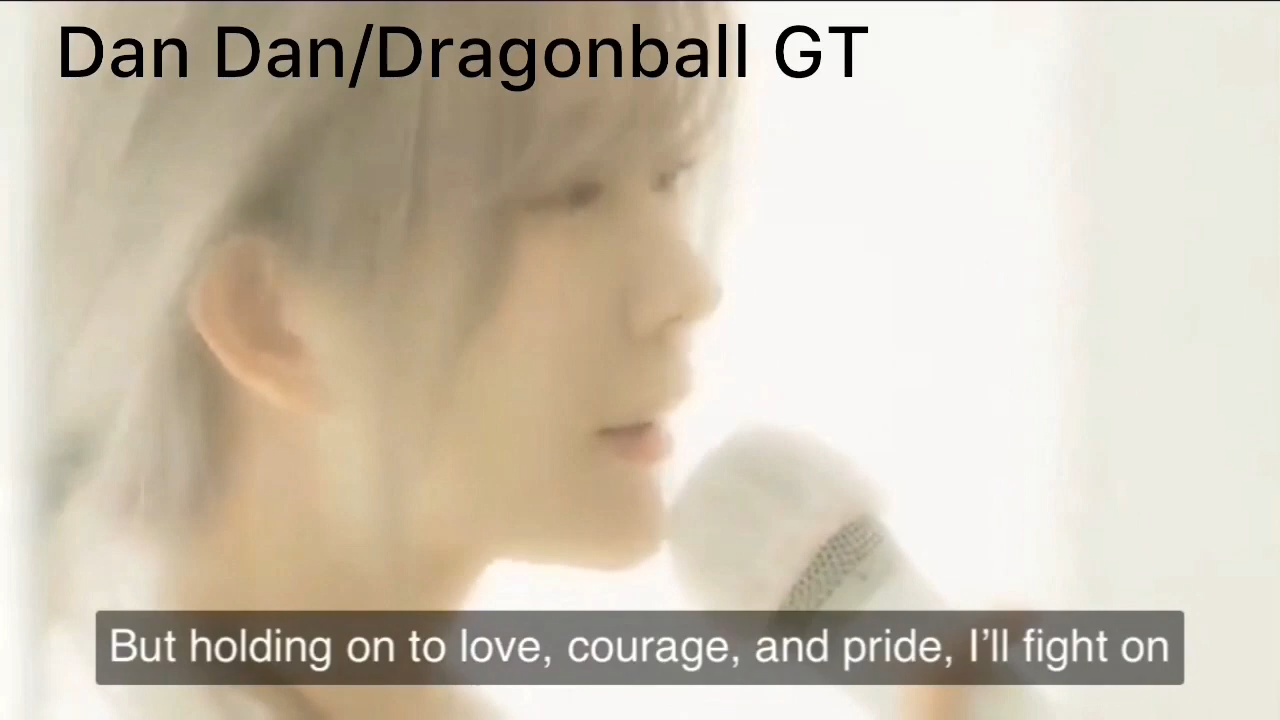 Dan Dan/Dragonball GT
But holding on to love, courage, and pride, I’ll fight on